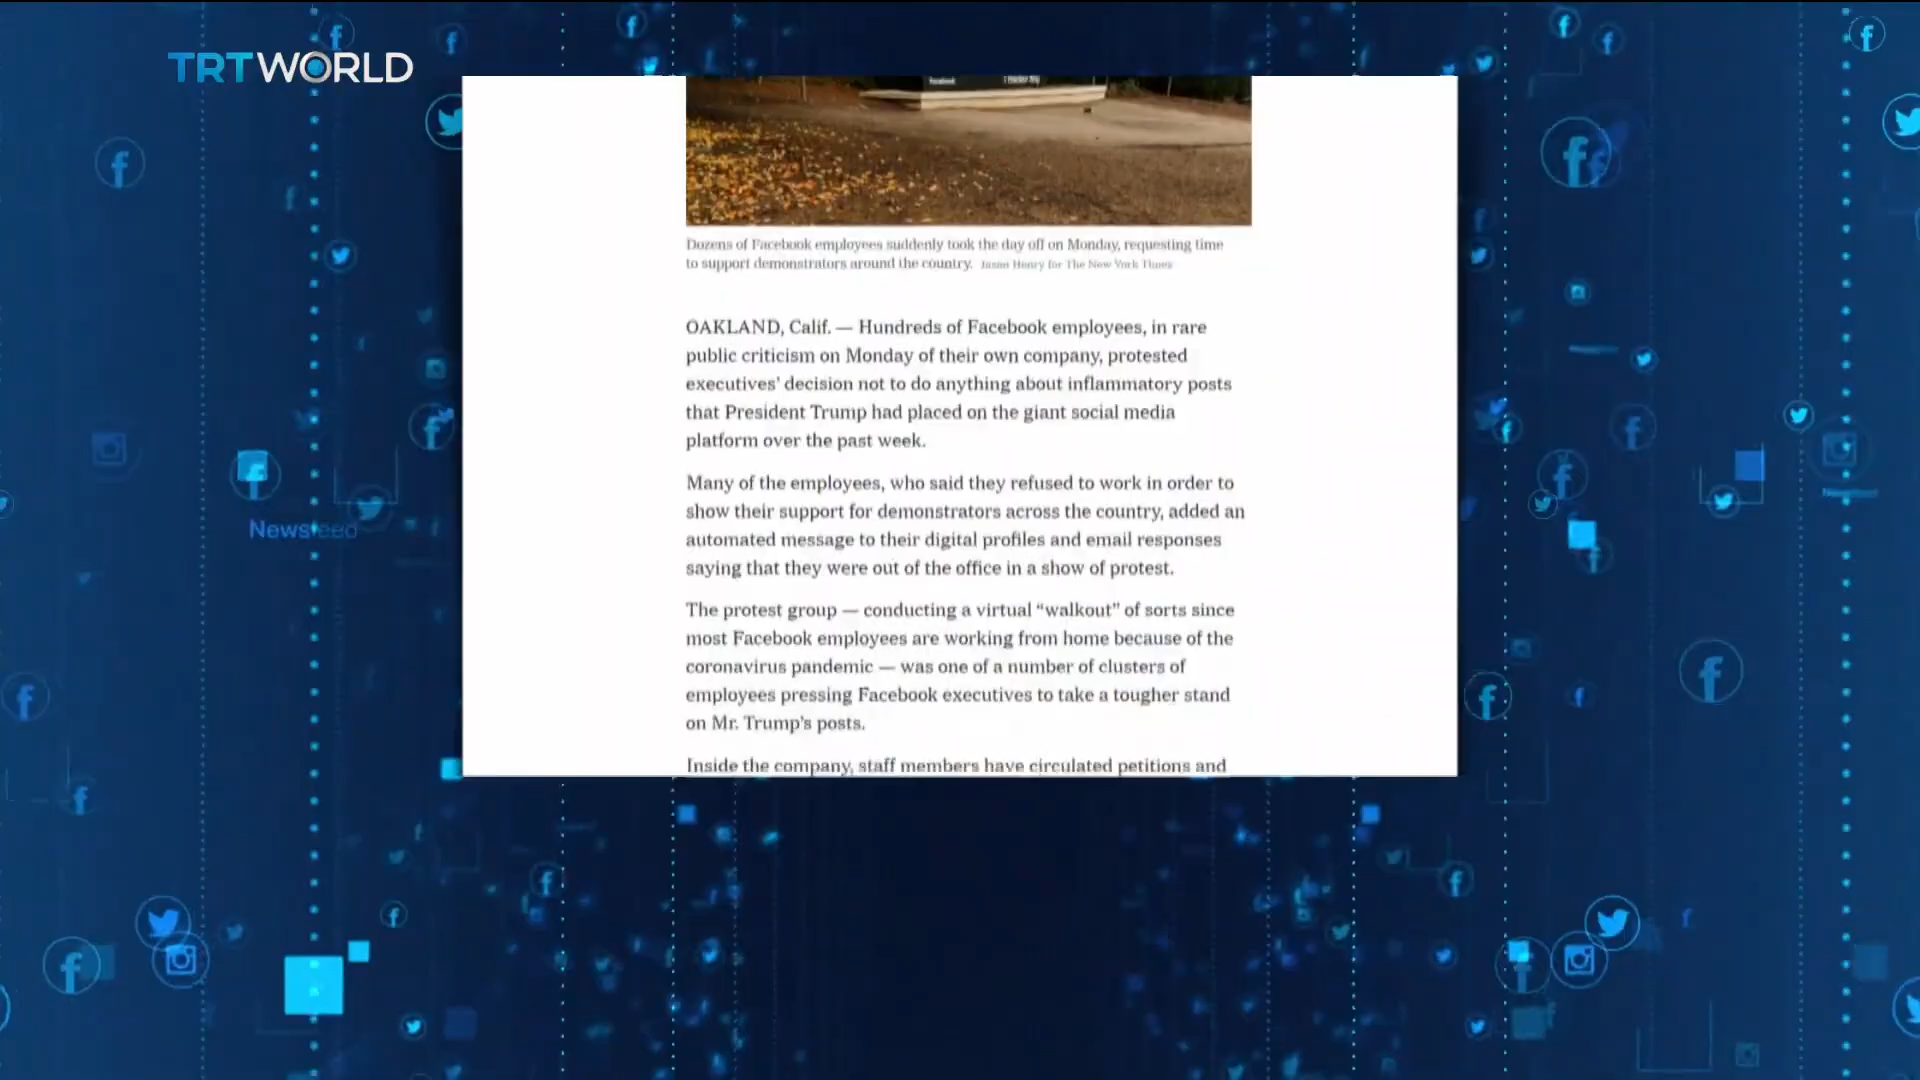 TRT WORLD
Dozens of Facebook employees suddenly took the day off on Monday, requesting time
to support demonstrators around the country. Jason Henry for The New York Times
OAKLAND, Calif. — Hundreds of Facebook employees, in rare
public criticism on Monday of their own company, protested
executives' decision not to do anything about inflammatory posts
that President Trump had placed on the giant social media
platform over the past week.
Many of the employees, who said they refused to work in order to
show their support for demonstrators across the country, added an
automated message to their digital profiles and email responses
saying that they were out of the office in a show of protest.
The protest group — conducting a virtual “walkout” of sorts since
most Facebook employees are working from home because of the
coronavirus pandemic — was one of a number of clusters of
employees pressing Facebook executives to take a tougher stand
on Mr. Trump's posts.
Inside the company, staff members have circulated petitions and
Newsfeed